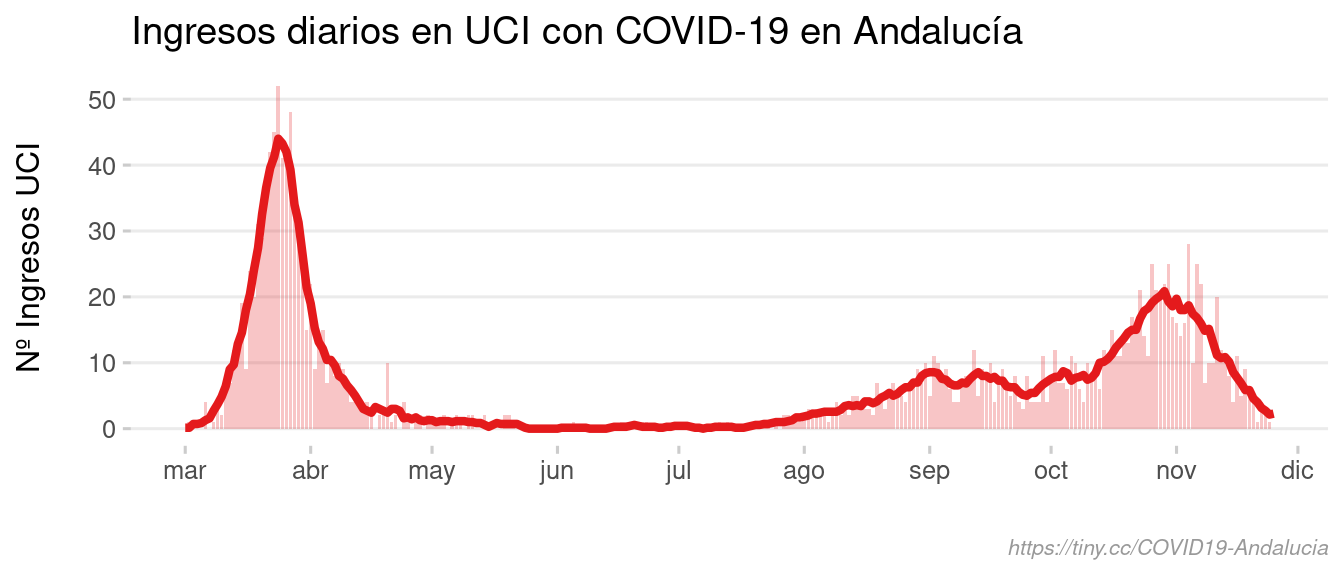 Ingresos diarios en UCI con COVID-19 en Andalucía
Nº Ingresos UCI
50
40
30
20
10
0
mar abr may jun jul ago sep oct nov dic
https://tiny.cc/COVID19-Andalucia